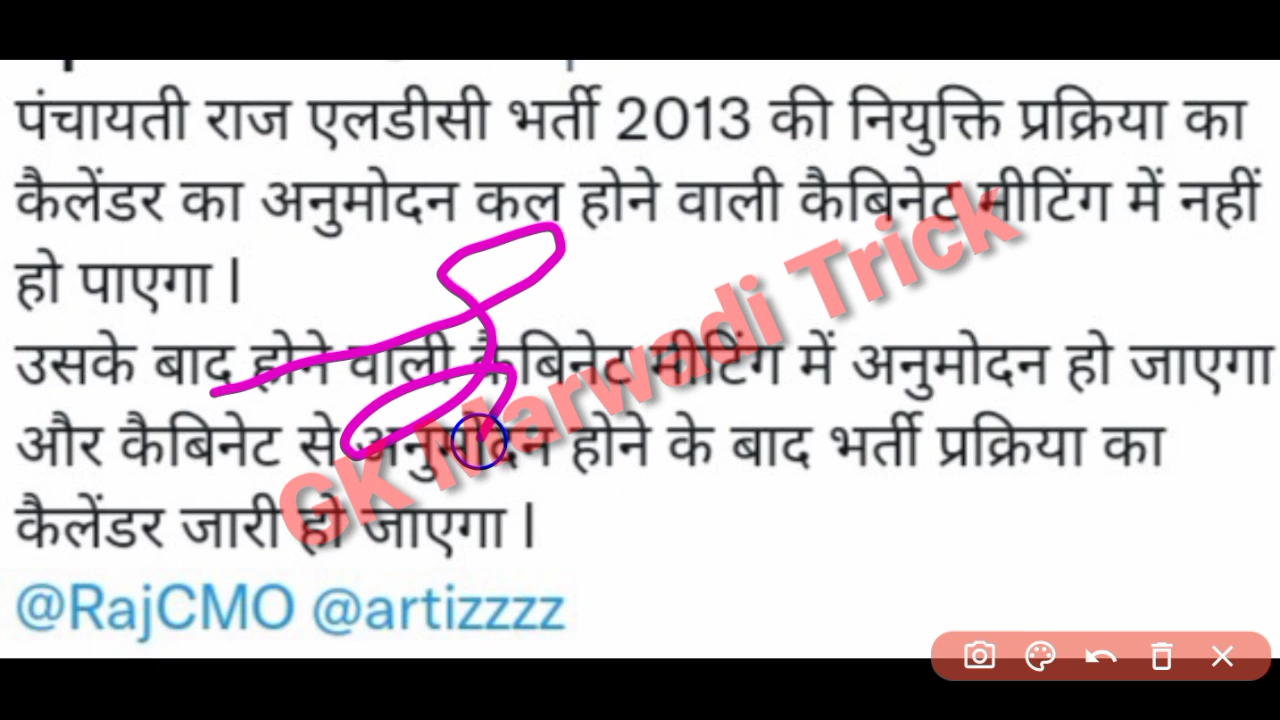 पंचायती राज एलडीसी भर्ती 2013 की नियुक्ति प्रक्रिया का
कैलेंडर का अनुमोदन कल होने वाली कैबिनेट मीटिंग में नहीं
हो पाएगा |
उसके बाद होने वाली कैबिनेट मीटिंग में अनुमोदन हो जाएगा
और कैबिनेट से अनुमोदन होने के बाद भर्ती प्रक्रिया का
कैलेंडर जारी हो जाएगा |
@RajCMO @artizzzz
GK Marwadi Trick